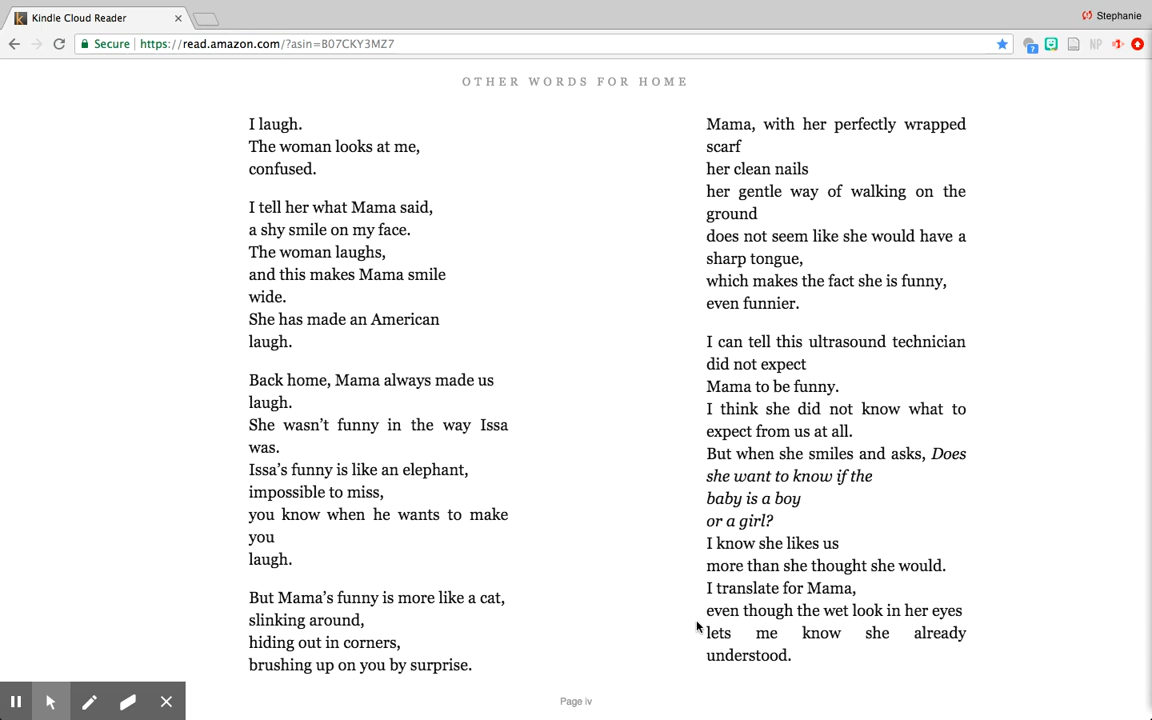 Kindle Cloud Reader
Stephanie
Secure
https://read.amazon.com/?asin=B07CKY3MZ7
?
NP
OTHER WORDS FOR HOME
I laugh.
The woman looks at me,
confused.
I tell her what Mama said,
a shy smile on my face.
The woman laughs,
and this makes Mama smile
wide.
She has made an American
laugh.
Back home, Mama always made us
laugh.
She wasn’t funny in the way Issa
was.
Issa’s funny is like an elephant,
impossible to miss,
you know when he wants to make
you
laugh.
But Mama’s funny is more like a cat,
slinking around,
hiding out in corners,
brushing up on you by surprise.
Mama, with her perfectly wrapped
scarf
her clean nails
her gentle way of walking on the
ground
does not seem like she would have a
sharp tongue,
which makes the fact she is funny,
even funnier.
I can tell this ultrasound technician
did not expect
Mama to be funny.
I think she did not know what to
expect from us at all.
But when she smiles and asks, Does
she want to know if the
baby is a boy
or a girl?
I know she likes us
more than she thought she would.
I translate for Mama,
even though the wet look in her eyes
lets me know she already
understood.
Page iv